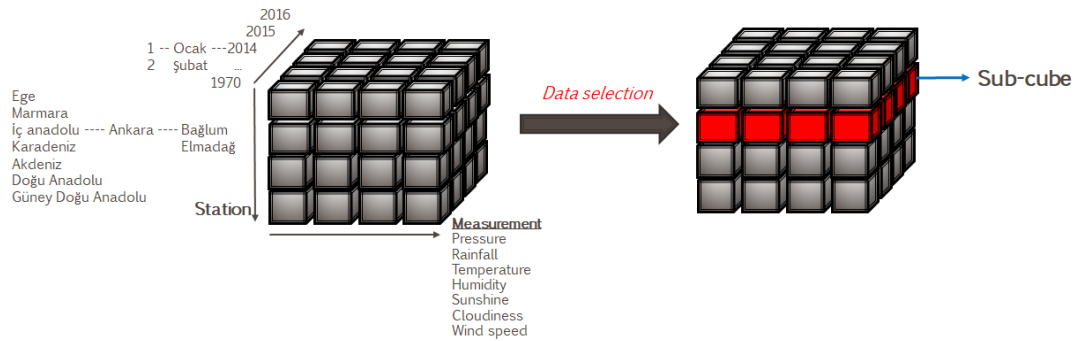 2016
2015
1 -- Ocak ---2014
2 Şubat ...
1970
Ege
Marmara
İç anadolu ---- Ankara ---- Bağlum
Karadeniz Elmadağ
Akdeniz
Doğu Anadolu
Güney Doğu Anadolu
Station
Measurement
Pressure
Rainfall
Temperature
Humidity
Sunshine
Cloudiness
Wind speed
Data selection
Sub-cube